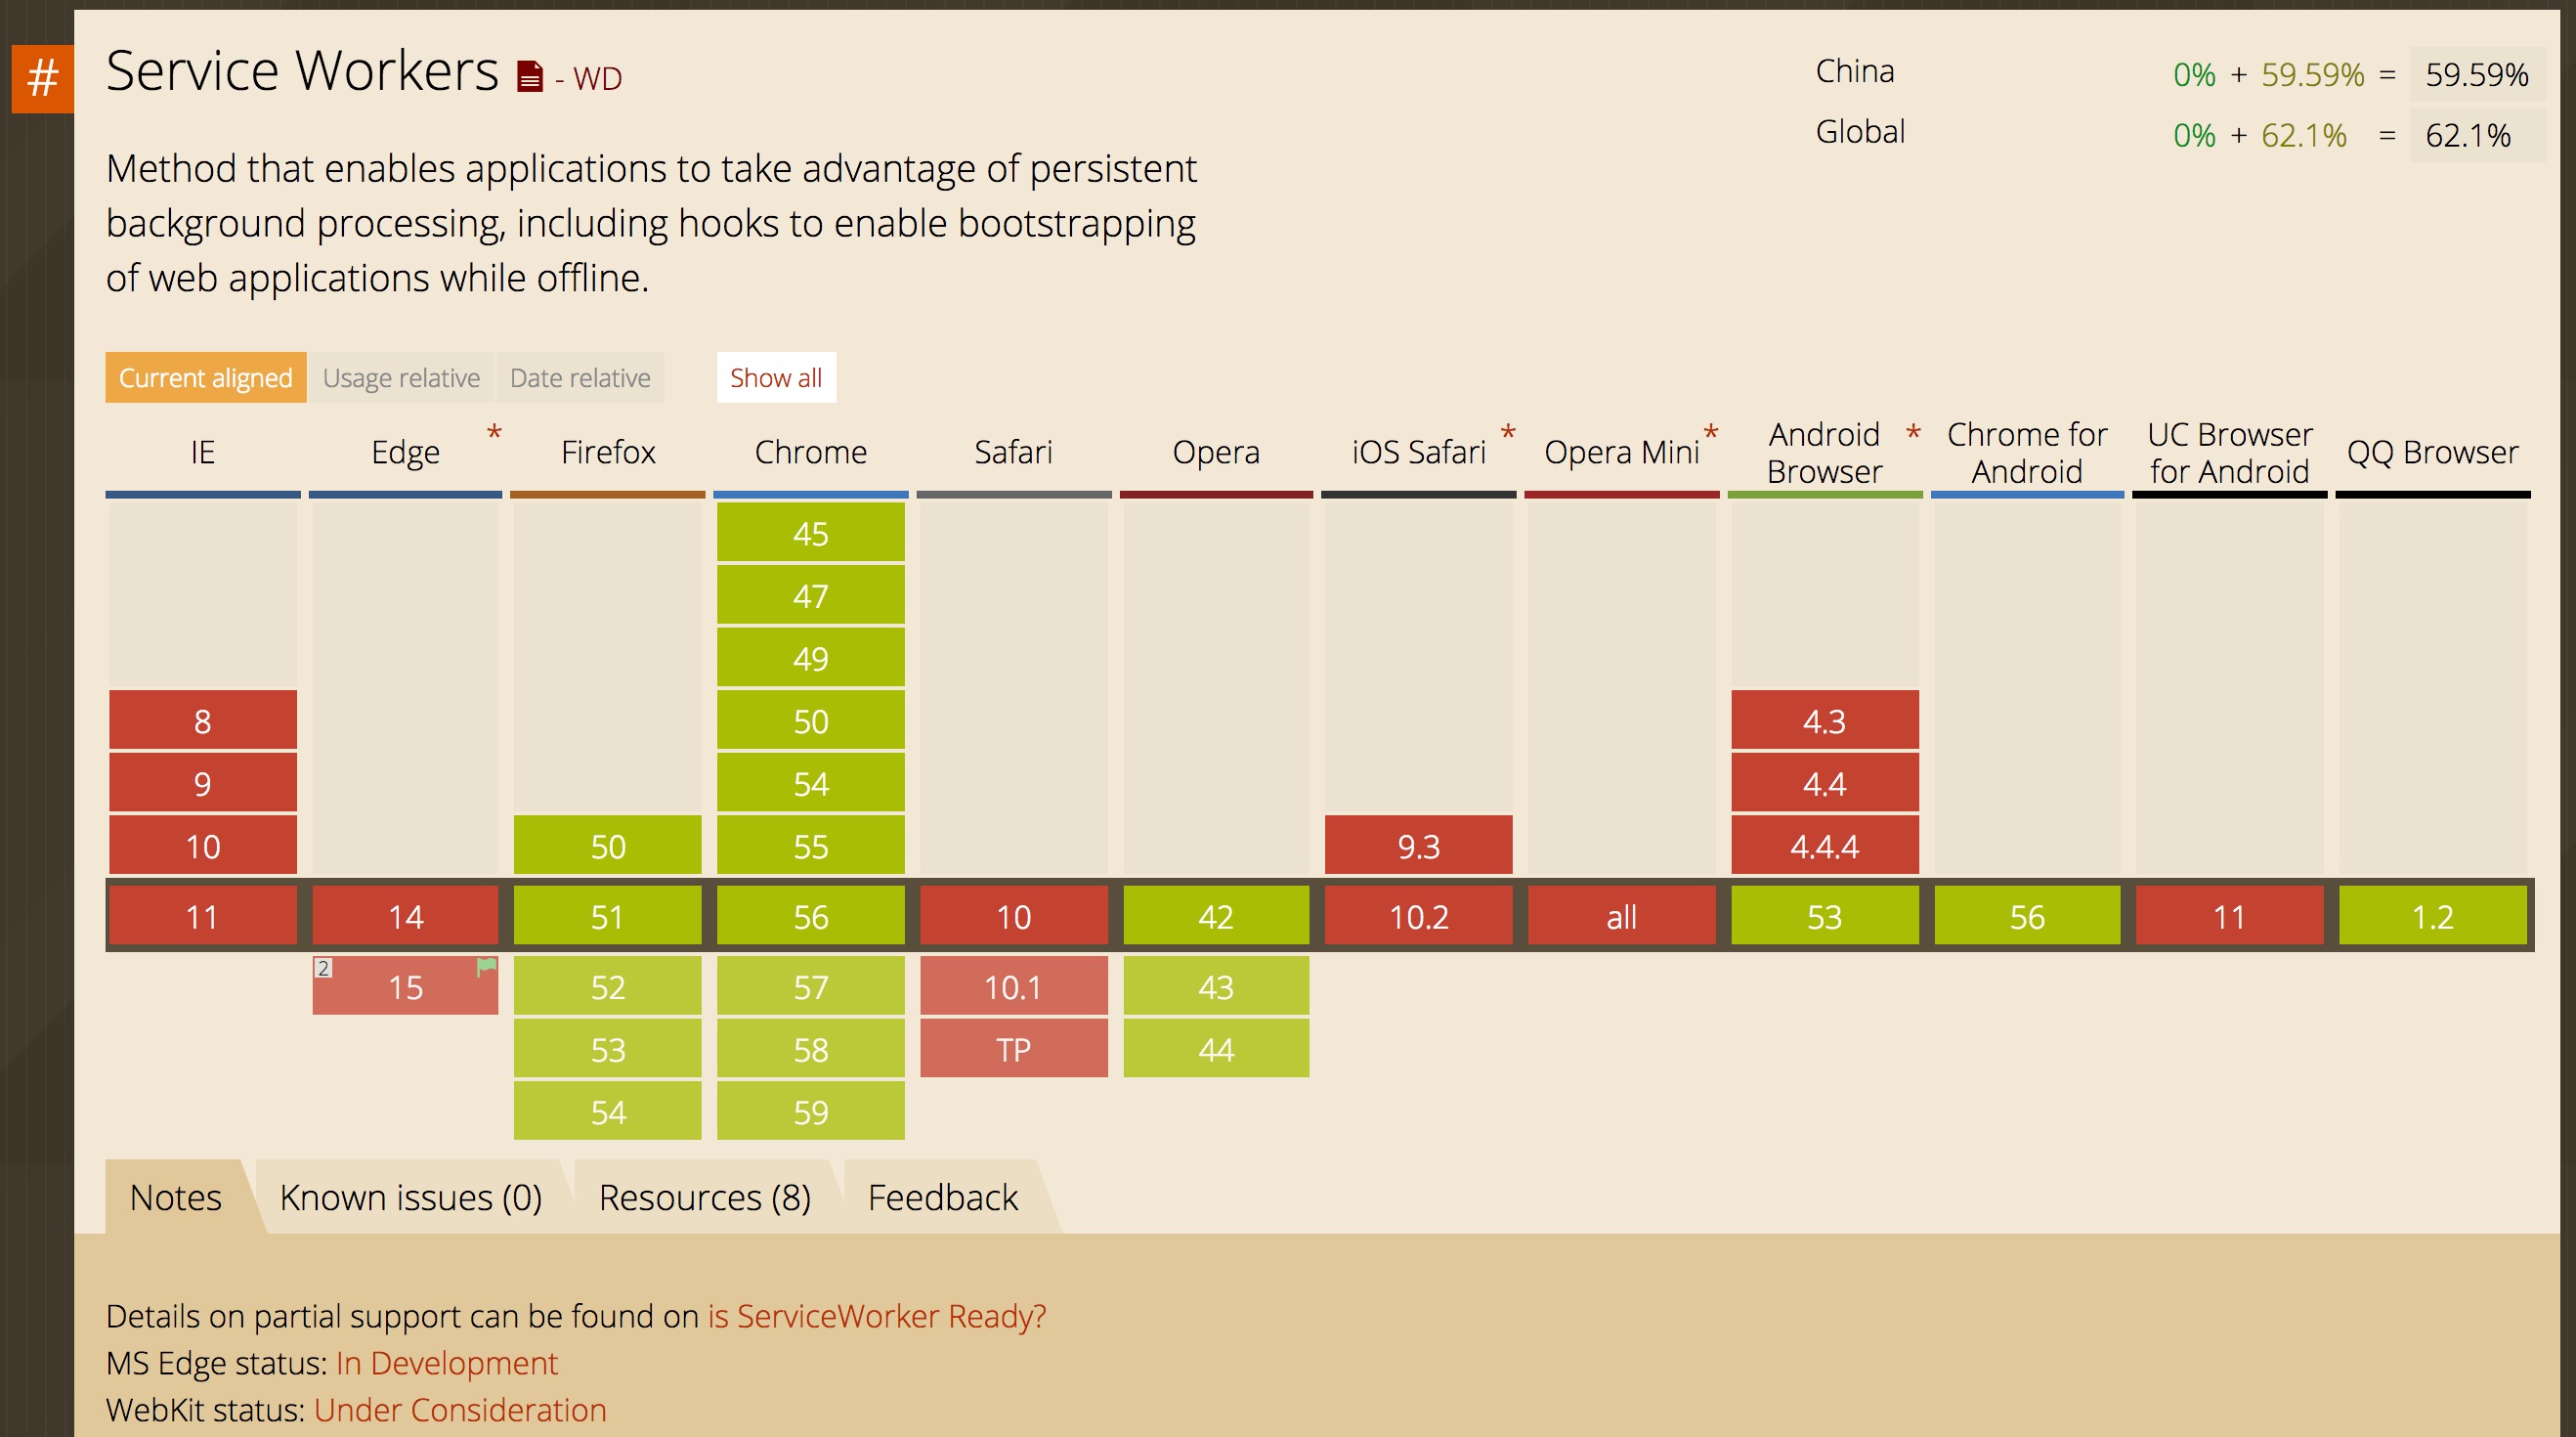 # Service Workers - WD
China 0% + 59.59% = 59.59%
Global 0% + 62.1% = 62.1%
Method that enables applications to take advantage of persistent
background processing, including hooks to enable bootstrapping
of web applications while offline.
Current aligned Usage relative Date relative Show all
IE Edge * Firefox Chrome Safari Opera iOS Safari * Opera Mini * Android Browser * Chrome for Android UC Browser for Android QQ Browser
45
47
49
8 50 4.3
9 54 4.4
10 50 55 9.3 4.4.4
11 14 51 56 10 42 10.2 all 53 56 11 1.2
2 15 52 57 10.1 43
53 58 TP 44
54 59
Notes Known issues (0) Resources (8) Feedback
Details on partial support can be found on is ServiceWorker Ready?
MS Edge status: In Development
WebKit status: Under Consideration